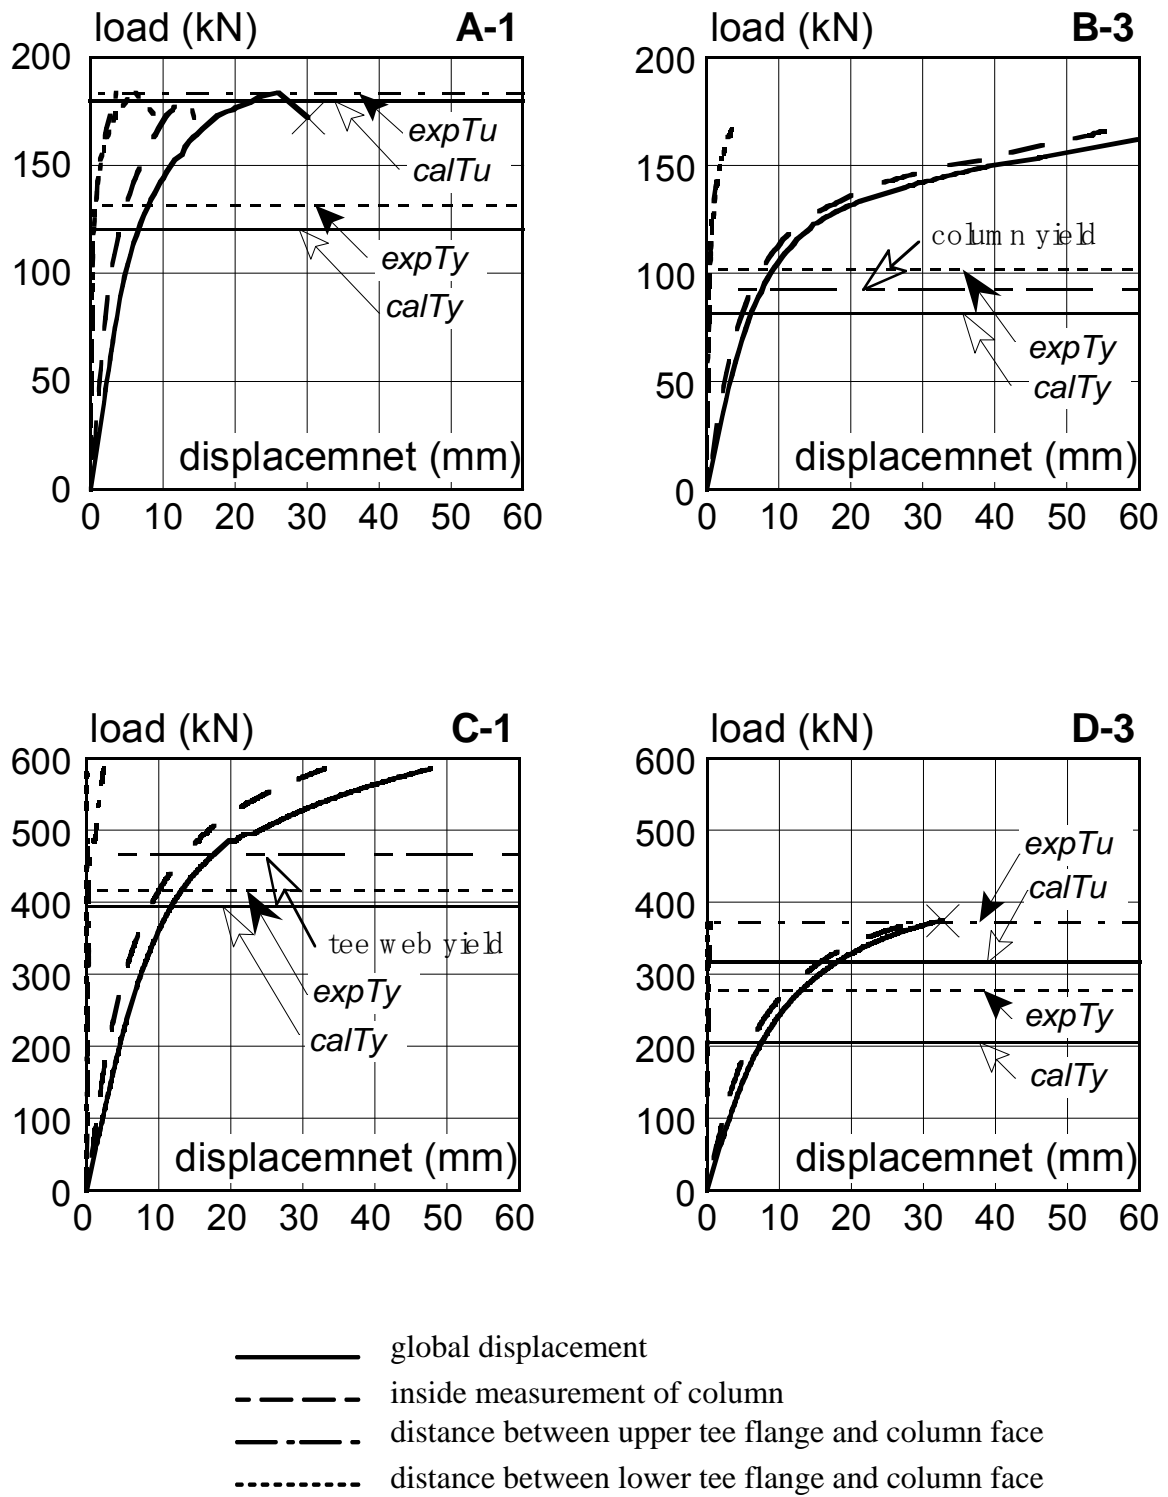 load (kN) A-1
200
150
100
50
0
expTu
calTu
expTy
calTy
displacemnet (mm)
0 10 20 30 40 50 60
load (kN) B-3
200
150
100
50
0
column yield
expTy
calTy
displacemnet (mm)
0 10 20 30 40 50 60
load (kN) C-1
600
500
400
300
200
100
0
tee web yield
expTy
calTy
displacemnet (mm)
0 10 20 30 40 50 60
load (kN) D-3
600
500
400
300
200
100
0
expTu
calTu
expTy
calTy
displacemnet (mm)
0 10 20 30 40 50 60
global displacement
inside measurement of column
distance between upper tee flange and column face
distance between lower tee flange and column face